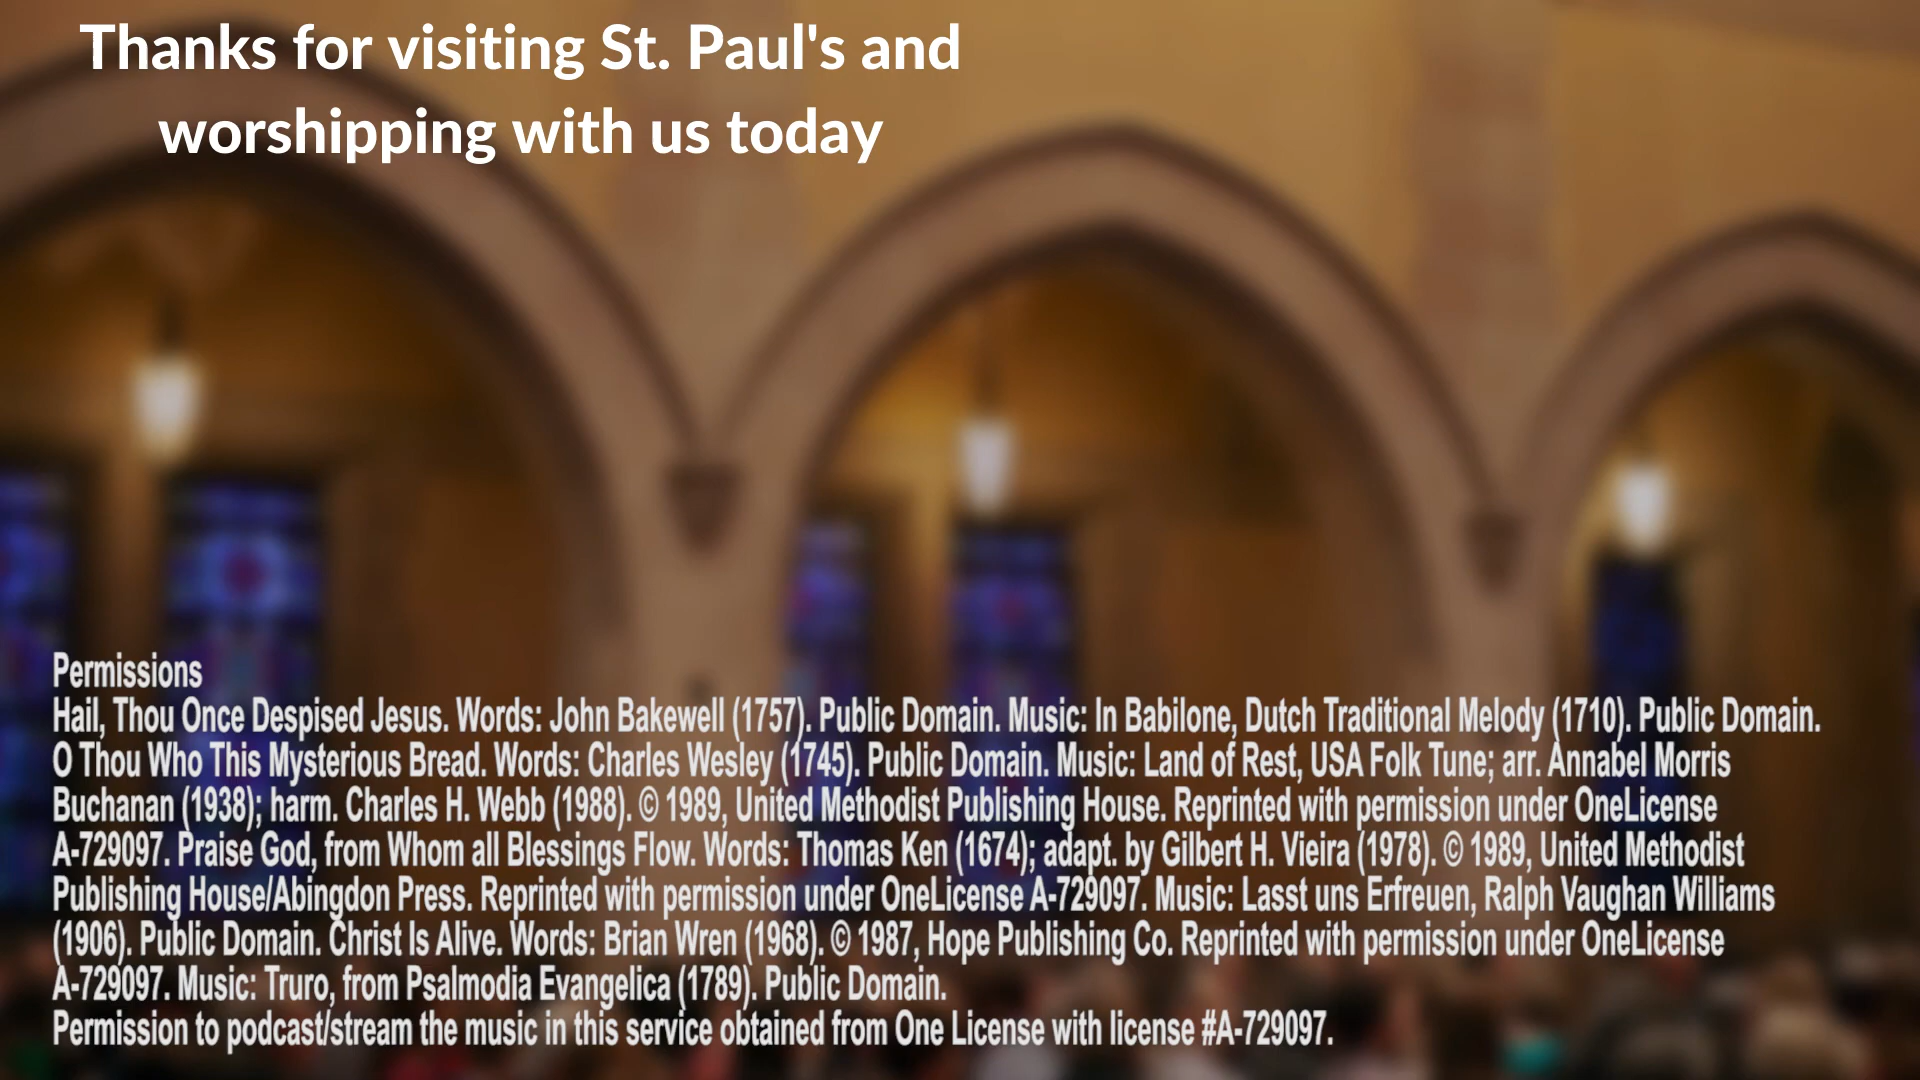 Thanks for visiting St. Paul's and
worshipping with us today
Permissions
Hail, Thou Once Despised Jesus. Words: John Bakewell (1757). Public Domain. Music: In Babilone, Dutch Traditional Melody (1710). Public Domain.
O Thou Who This Mysterious Bread. Words: Charles Wesley (1745). Public Domain. Music: Land of Rest, USA Folk Tune; arr. Annabel Morris
Buchanan (1938); harm. Charles H. Webb (1988). © 1989, United Methodist Publishing House. Reprinted with permission under OneLicense
A-729097. Praise God, from Whom all Blessings Flow. Words: Thomas Ken (1674); adapt. by Gilbert H. Vieira (1978). © 1989, United Methodist
Publishing House/Abingdon Press. Reprinted with permission under OneLicense A-729097. Music: Lasst uns Erfreuen, Ralph Vaughan Williams
(1906). Public Domain. Christ Is Alive. Words: Brian Wren (1968). © 1987, Hope Publishing Co. Reprinted with permission under OneLicense
A-729097. Music: Truro, from Psalmodia Evangelica (1789). Public Domain.
Permission to podcast/stream the music in this service obtained from One License with license #A-729097.